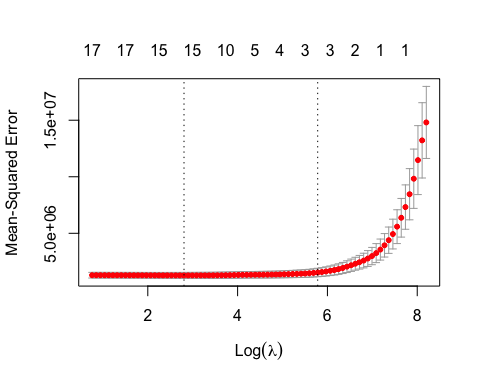 17 17 15 15 10 5 4 3 3 2 1 1
Mean-Squared Error
1.5e+07
5.0e+06
2 4 6 8
Log(λ)